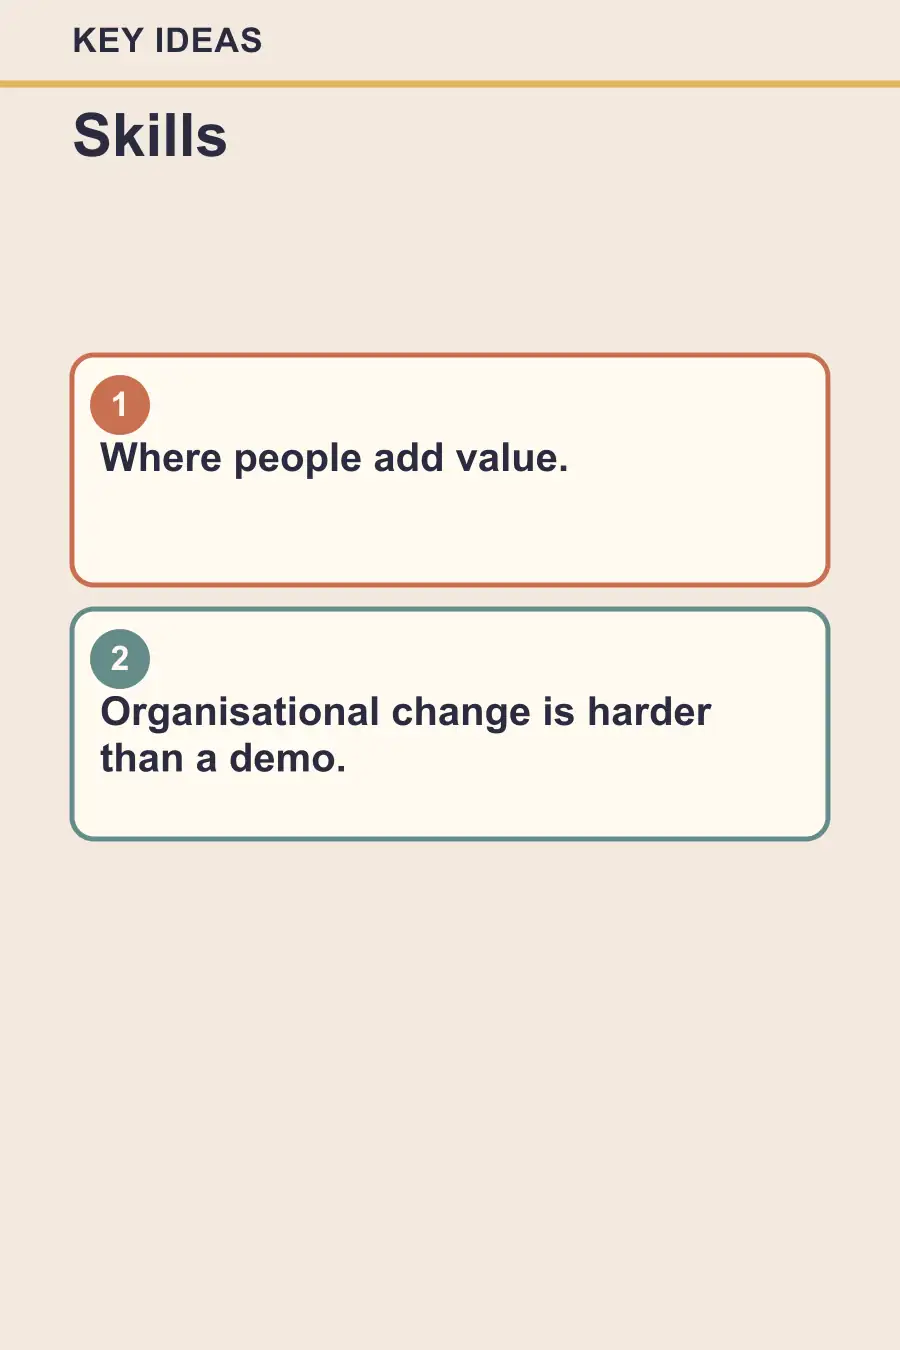 KEY IDEAS
Skills
1
Where people add value.
2
Organisational change is harder
than a demo.